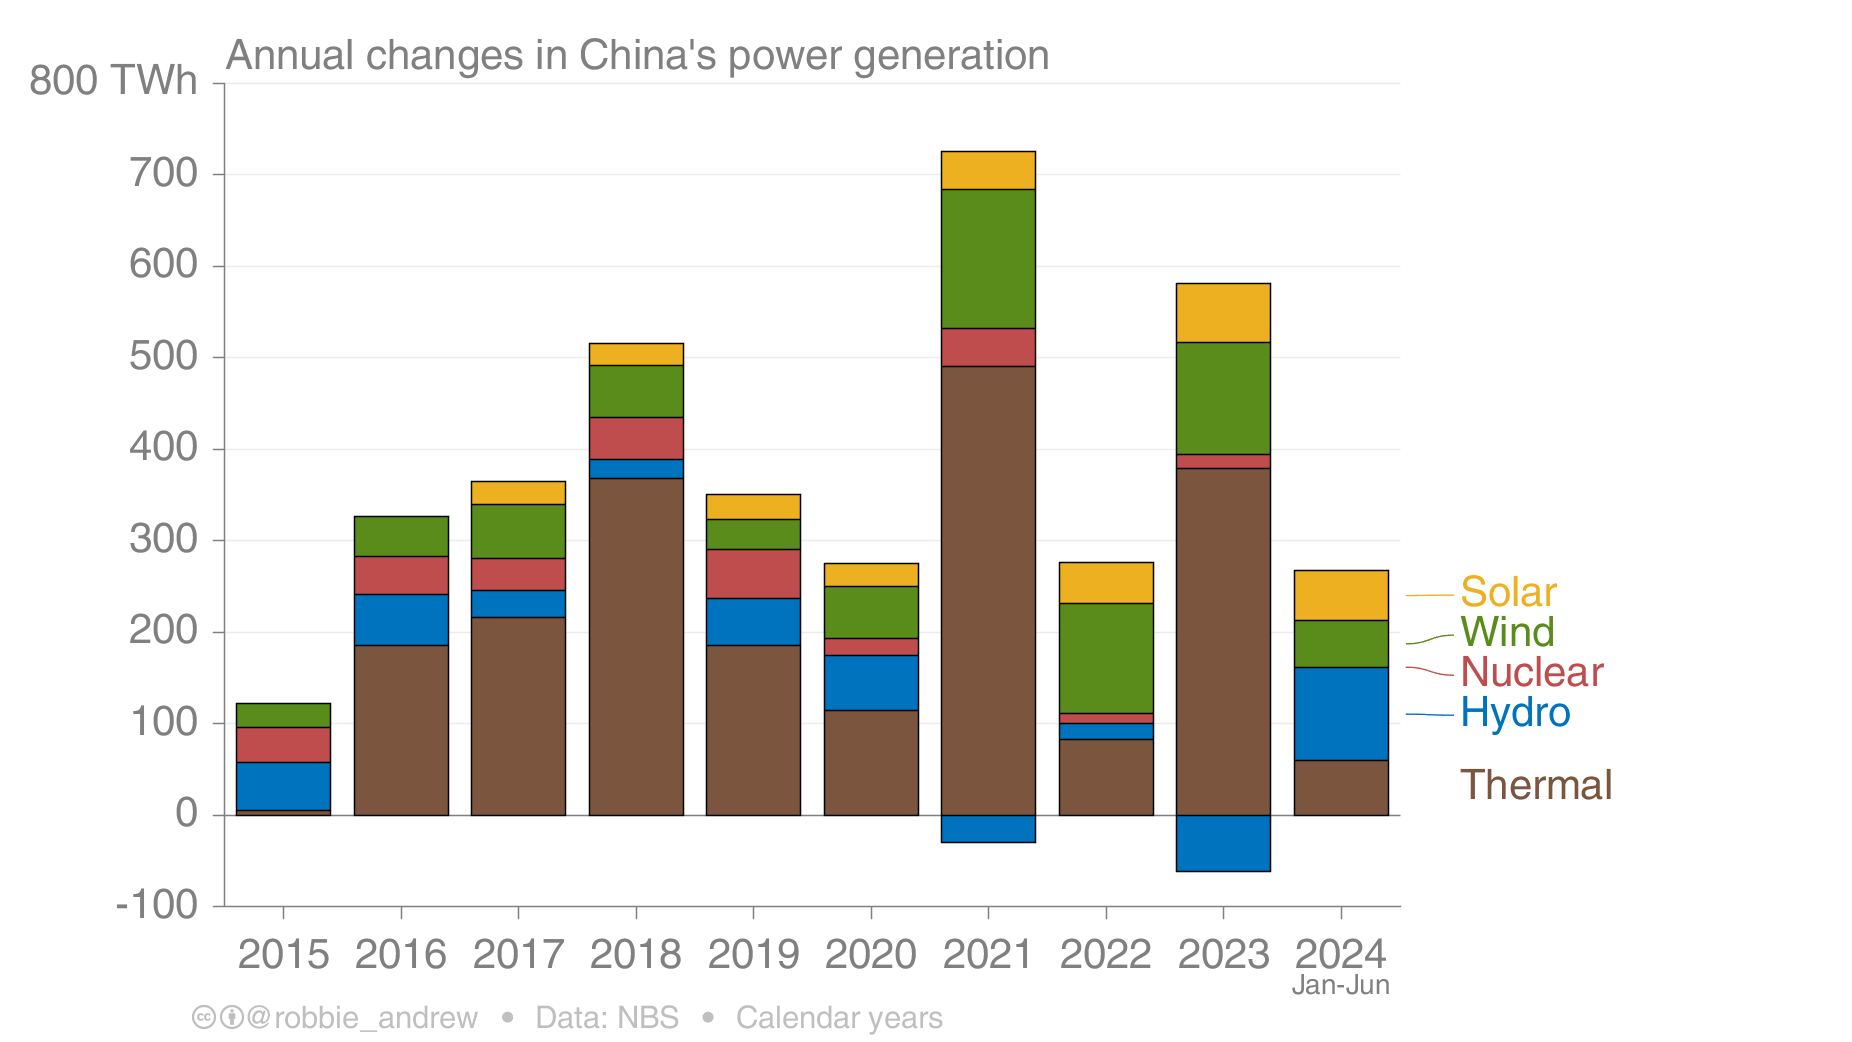 Annual changes in China's power generation
800 TWh
700
600
500
400
300
200
100
0
-100
Solar
Wind
Nuclear
Hydro
Thermal
2015 2016 2017 2018 2019 2020 2021 2022 2023 2024
Jan-Jun
cc @robbie_andrew • Data: NBS • Calendar years